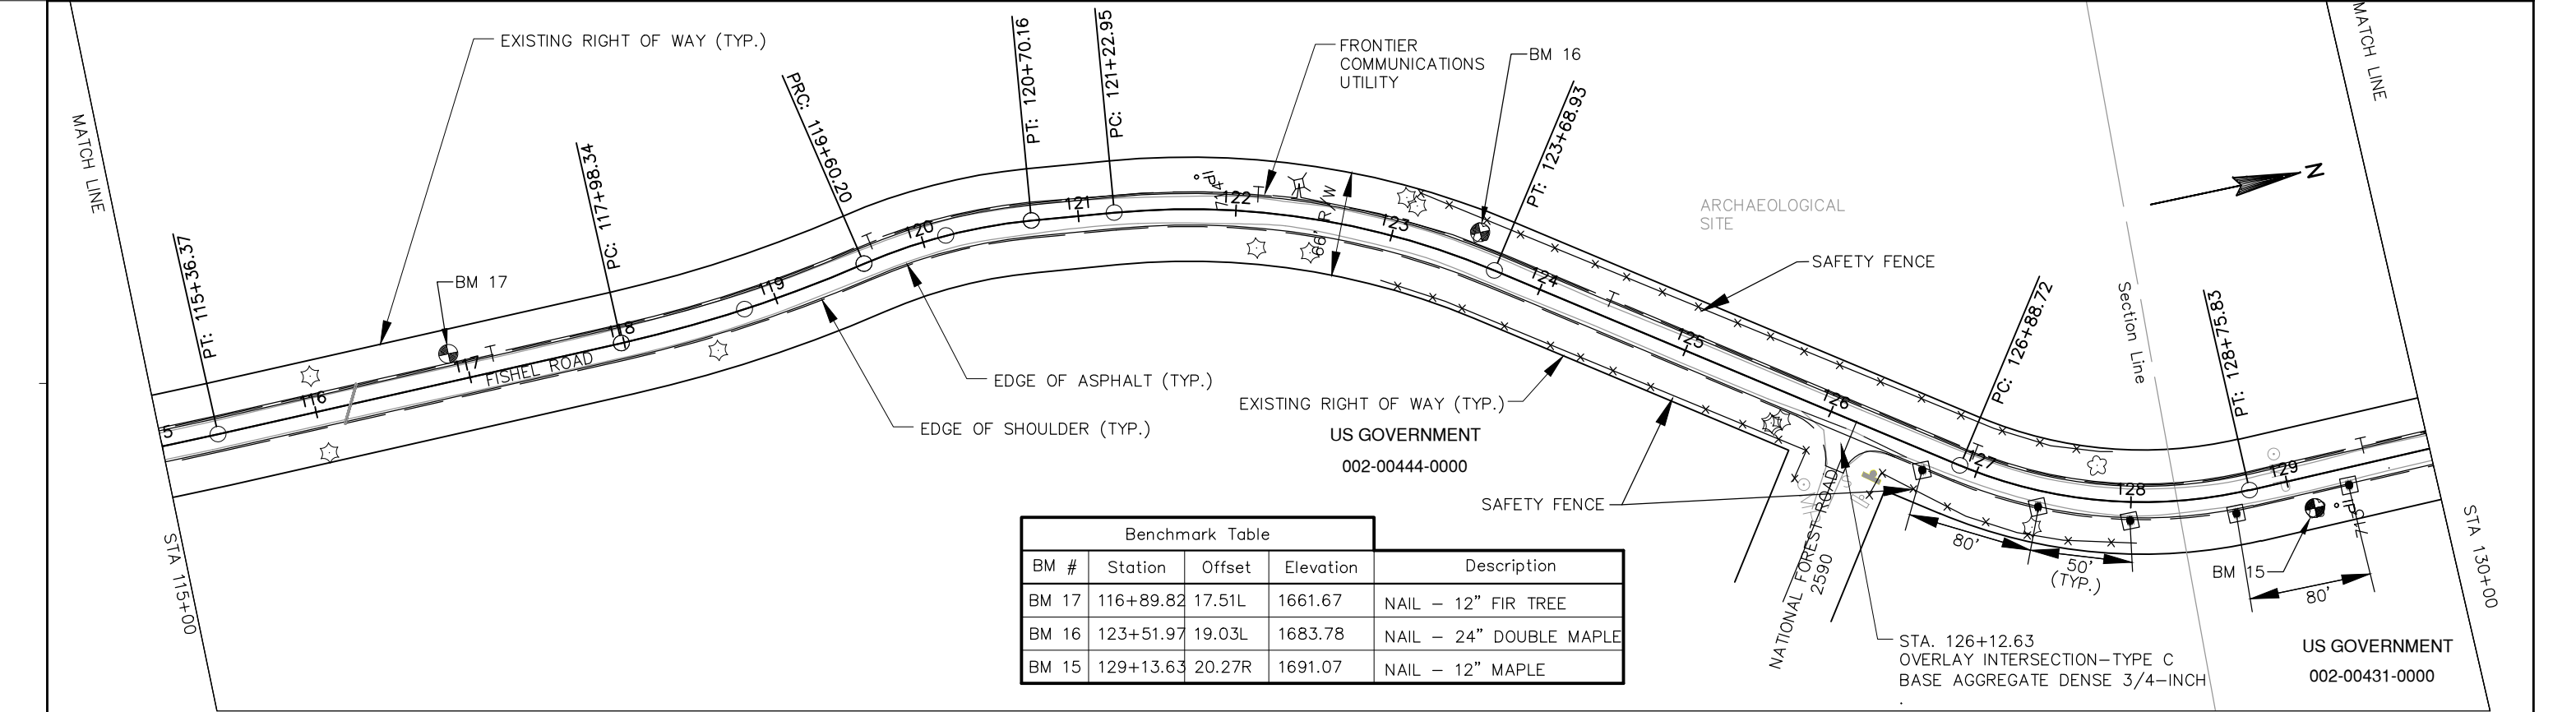 EXISTING RIGHT OF WAY (TYP.)
MATCH LINE
PT: 115+36.37
BM 17
PC: 117+98.34
PRC: 119+60.20
PT: 120+70.16
PC: 121+22.95
FRONTIER
COMMUNICATIONS
UTILITY
BM 16
PT: 123+68.93
66' R/W
ARCHAEOLOGICAL
SITE
SAFETY FENCE
PC: 126+88.72
Section Line
PT: 128+75.83
MATCH LINE
N
5
116
117
118
119
120
121
122
123
124
125
126
127
128
129
T
T
T
T
T
T
FISHEL ROAD
EDGE OF ASPHALT (TYP.)
EDGE OF SHOULDER (TYP.)
EXISTING RIGHT OF WAY (TYP.)
US GOVERNMENT
002-00444-0000
SAFETY FENCE
NATIONAL FOREST ROAD
2590
80'
50'
(TYP.)
BM 15
80'
STA 115+00
STA 130+00
STA. 126+12.63
OVERLAY INTERSECTION-TYPE C
BASE AGGREGATE DENSE 3/4-INCH
US GOVERNMENT
002-00431-0000
Benchmark Table
BM # Station Offset Elevation Description
BM 17 116+89.82 17.51L 1661.67 NAIL – 12" FIR TREE
BM 16 123+51.97 19.03L 1683.78 NAIL – 24" DOUBLE MAPLE
BM 15 129+13.63 20.27R 1691.07 NAIL – 12" MAPLE